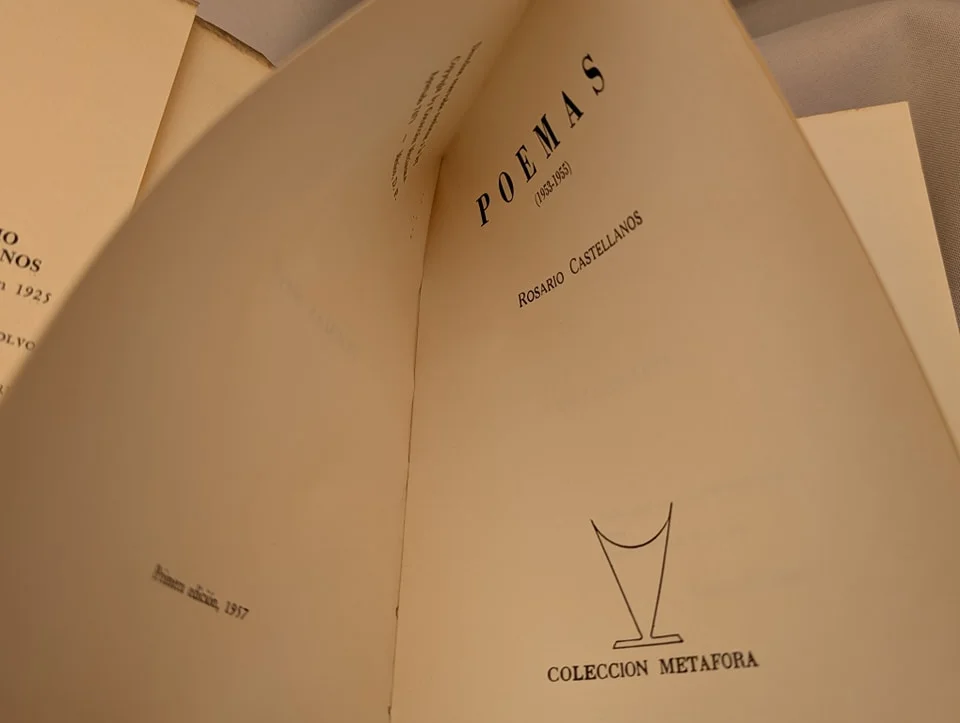 NOS
1925
Primera edición, 1957
POEMAS
(1953-1955)
ROSARIO CASTELLANOS
COLECCION METAFORA